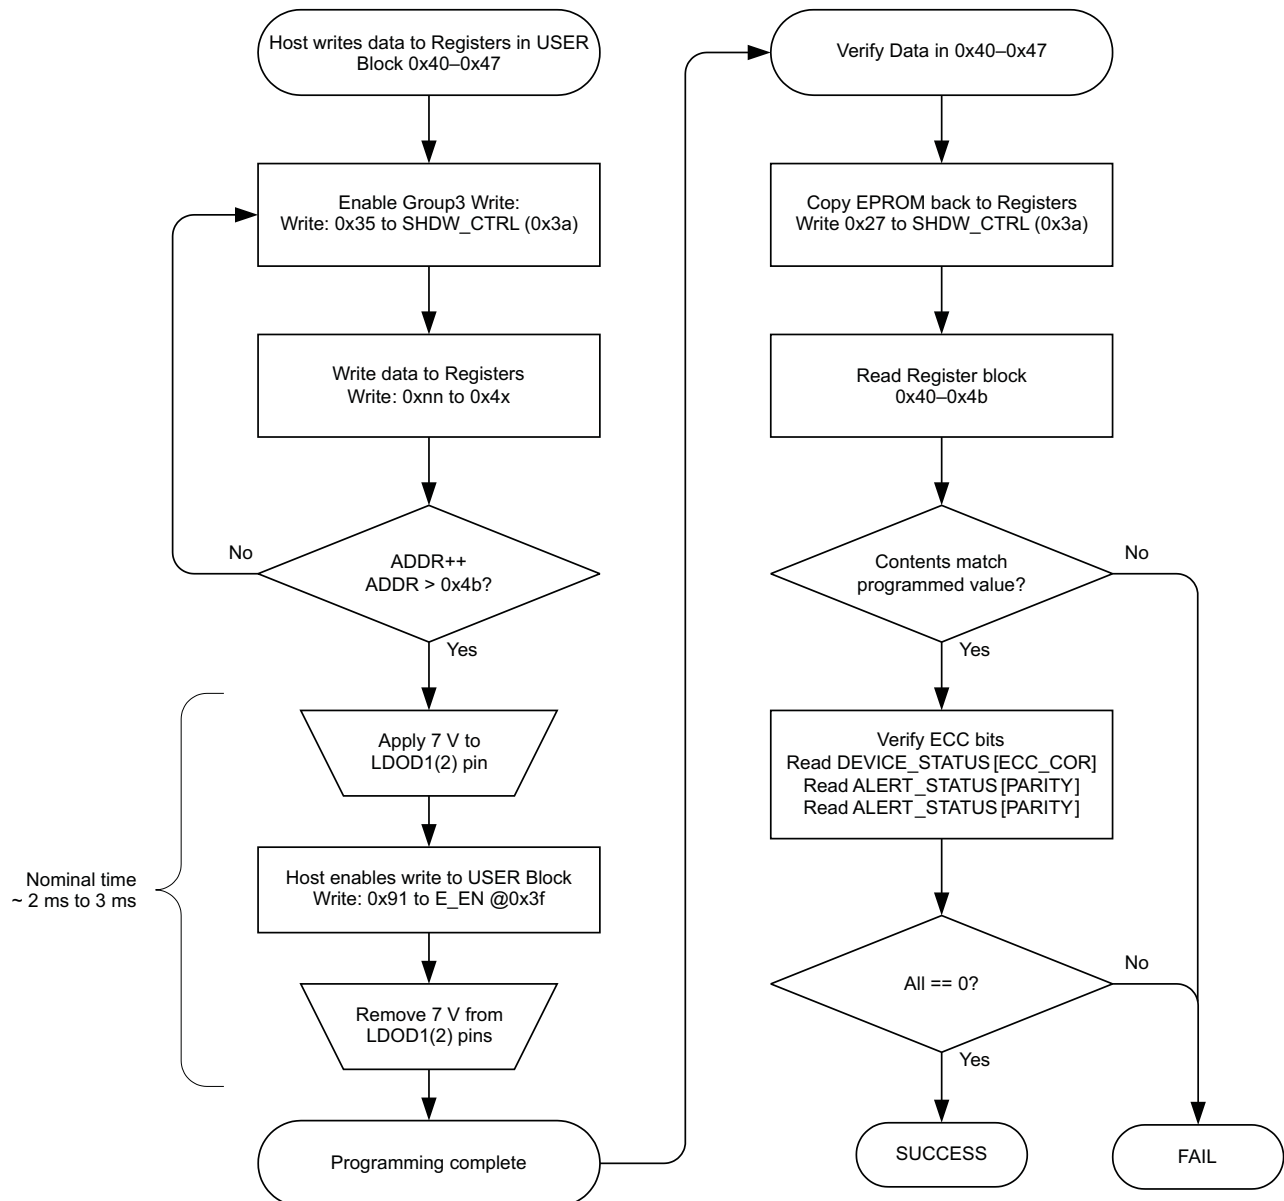 Host writes data to Registers in USER
Block 0x40–0x47
Enable Group3 Write:
Write: 0x35 to SHDW_CTRL (0x3a)
Write data to Registers
Write: 0xnn to 0x4x
No
ADDR++
ADDR > 0x4b?
Yes
Apply 7 V to
LDOD1(2) pin
Nominal time
~ 2 ms to 3 ms
Host enables write to USER Block
Write: 0x91 to E_EN @0x3f
Remove 7 V from
LDOD1(2) pins
Programming complete
Verify Data in 0x40–0x47
Copy EPROM back to Registers
Write 0x27 to SHDW_CTRL (0x3a)
Read Register block
0x40–0x4b
Contents match
programmed value?
No
Yes
Verify ECC bits
Read DEVICE_STATUS[ECC_COR]
Read ALERT_STATUS[PARITY]
Read ALERT_STATUS[PARITY]
All == 0?
No
Yes
SUCCESS
FAIL